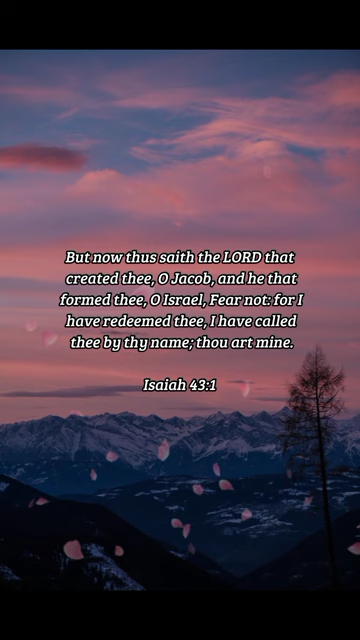 But now thus saith the LORD that
created thee, O Jacob, and he that
formed thee, O Israel, Fear not: for I
have redeemed thee, I have called
thee by thy name; thou art mine.
Isaiah 43:1